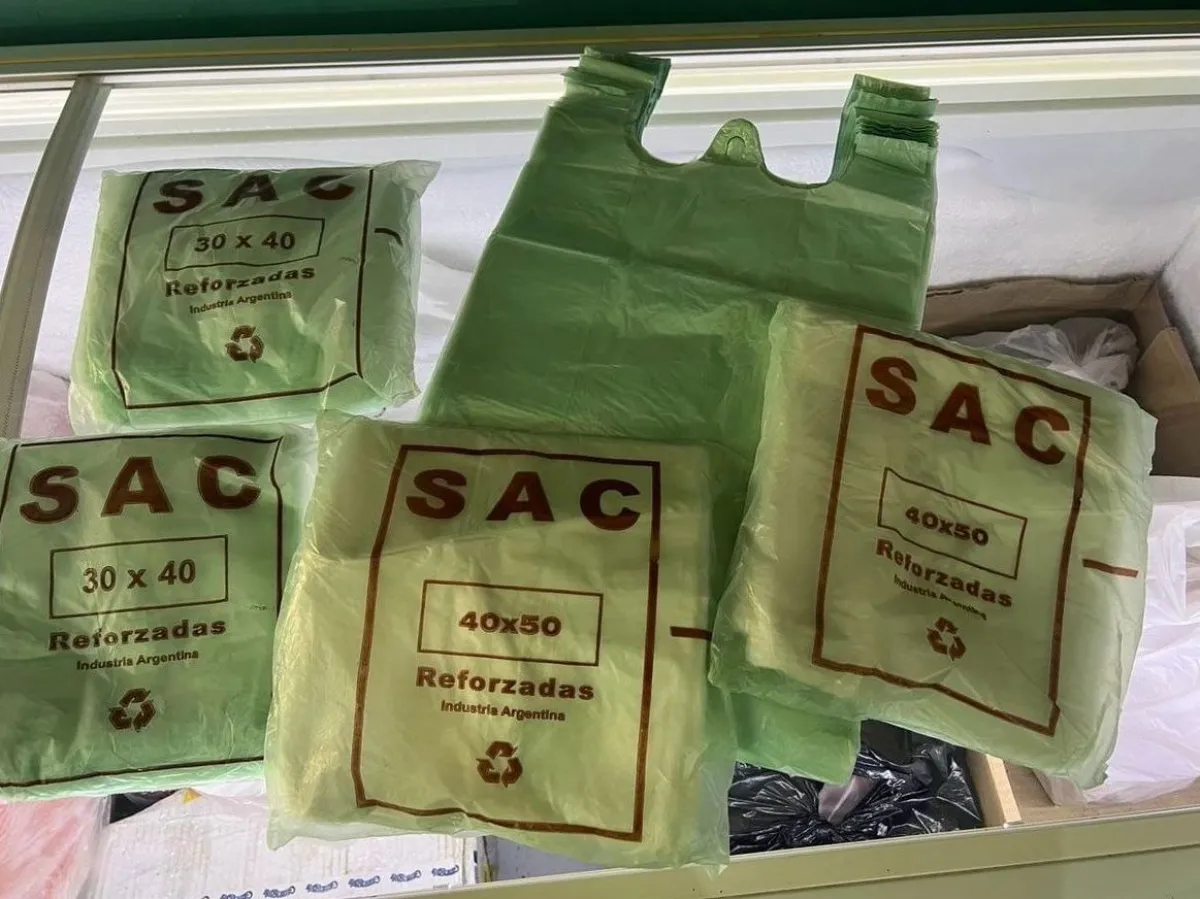 SAC
30 x 40
Reforzadas
Industria Argentina
SAC
30 x 40
Reforzadas
Industria Argentina
SAC
40x50
Reforzadas
Industria Argentina
SAC
40x50
Reforzadas
Industria Argentina